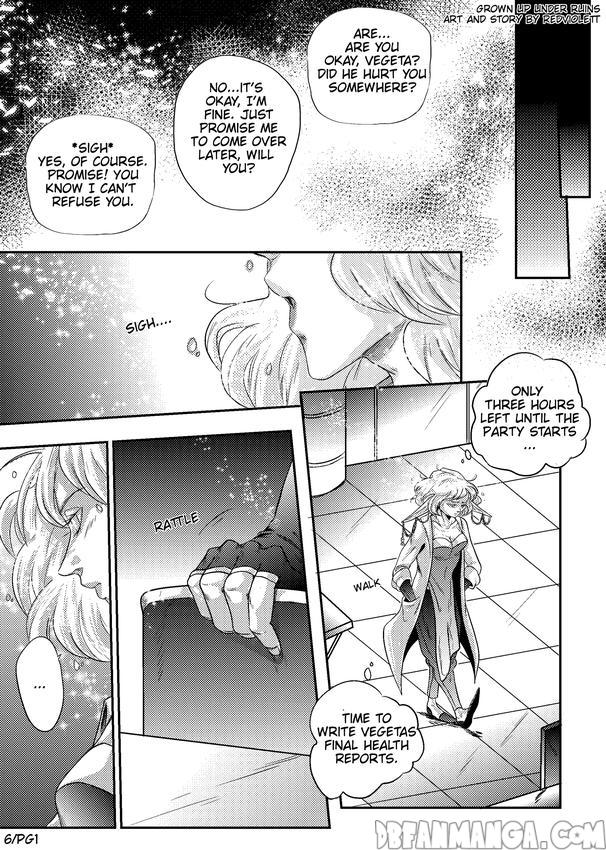 GROWN UP UNDER RUINS
ART AND STORY BY REDVIOLETT
ARE...
ARE YOU
OKAY, VEGETA?
DID HE HURT YOU
SOMEWHERE?
NO...IT'S
OKAY, I'M
FINE. JUST
PROMISE ME
TO COME OVER
LATER, WILL
YOU?
*SIGH*
YES, OF COURSE.
PROMISE! YOU
KNOW I CAN'T
REFUSE YOU.
SIGH....
ONLY
THREE HOURS
LEFT UNTIL THE
PARTY STARTS
...
WALK
TIME TO
WRITE VEGETAS
FINAL HEALTH
REPORTS.
RATTLE
...
6/PG1
DBFANMANGA.COM